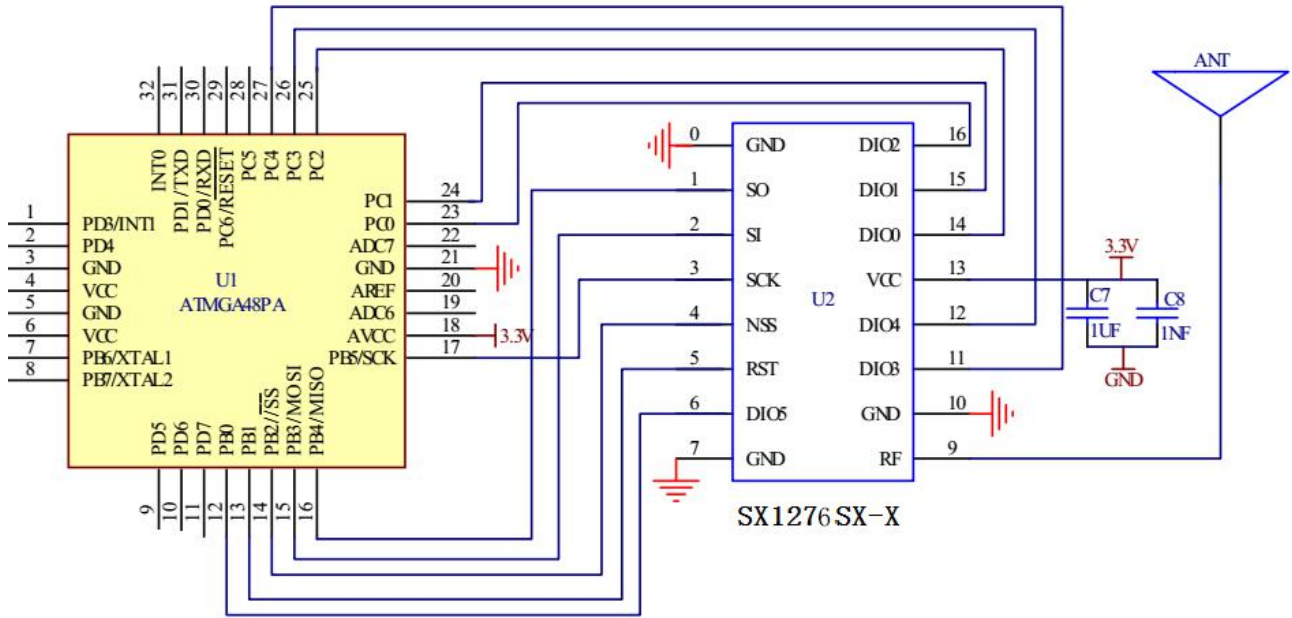 ANT
32
31
30
29
28
27
26
25
INT0
PD1/TXD
PD0/RXD
PC6/RESET
PC5
PC4
PC3
PC2
1 PD3/INT1
2 PD4
3 GND
4 VCC
5 GND
6 VCC
7 PB6/XTAL1
8 PB7/XTAL2
U1
ATMGA48PA
PC1 24
PC0 23
ADC7 22
GND 21
AREF 20
ADC6 19
AVCC 18 3.3V
PB5/SCK 17
PD5
PD6
PD7
PB0
PB1
PB2//SS
PB3/MOSI
PB4/MISO
9
10
11
12
13
14
15
16
0 GND
1 SO
2 SI
3 SCK
4 NSS
5 RST
6 DIO5
7 GND
U2
DIO2 16
DIO1 15
DIO0 14
VCC 13
DIO4 12
DIO3 11
GND 10
RF 9
SX1276SX-X
3.3V
C7
1UF
C8
1NF
GND